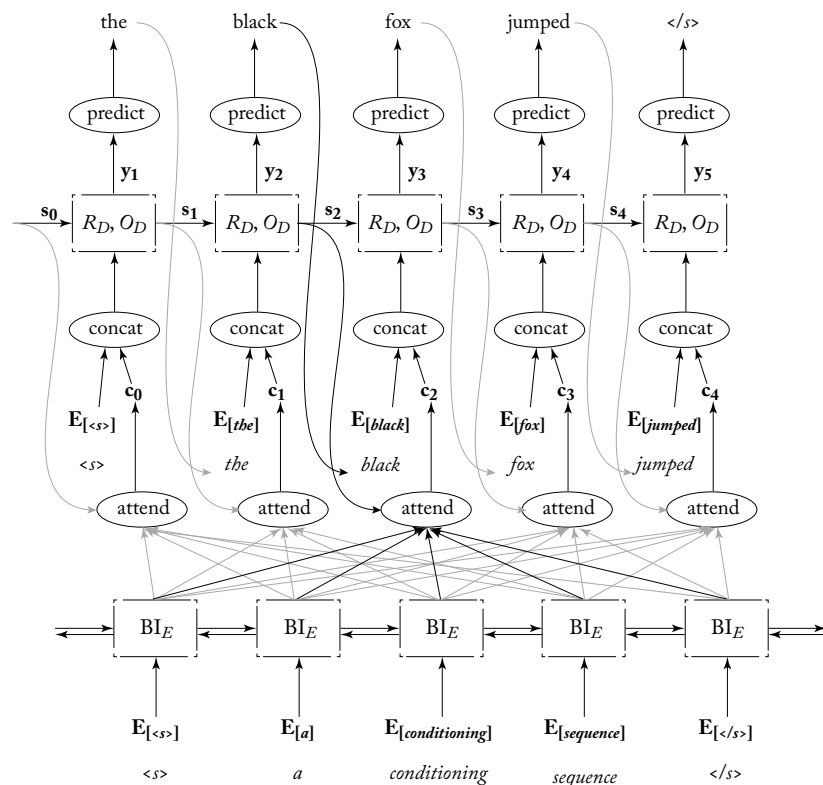 the black fox jumped </s>
predict predict predict predict predict
y1 y2 y3 y4 y5
s0 s1 s2 s3 s4
RD, OD RD, OD RD, OD RD, OD RD, OD
concat concat concat concat concat
c0 c1 c2 c3 c4
E[<s>] E[the] E[black] E[fox] E[jumped]
<s> the black fox jumped
attend attend attend attend attend
BIE BIE BIE BIE BIE
E[<s>] E[a] E[conditioning] E[sequence] E[</s>]
<s> a conditioning sequence </s>